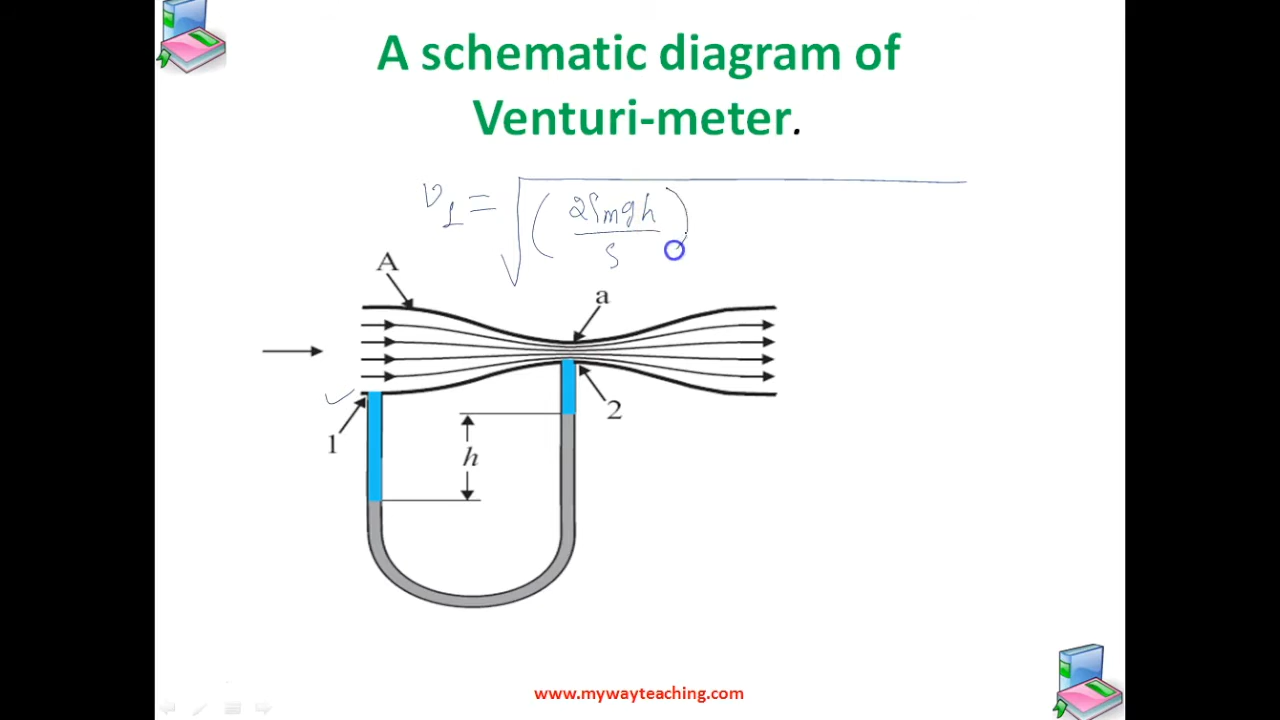 A schematic diagram of
Venturi-meter.
v₁ = √(2ρₘgh/ρ)
A
a
1
2
h
www.mywayteaching.com